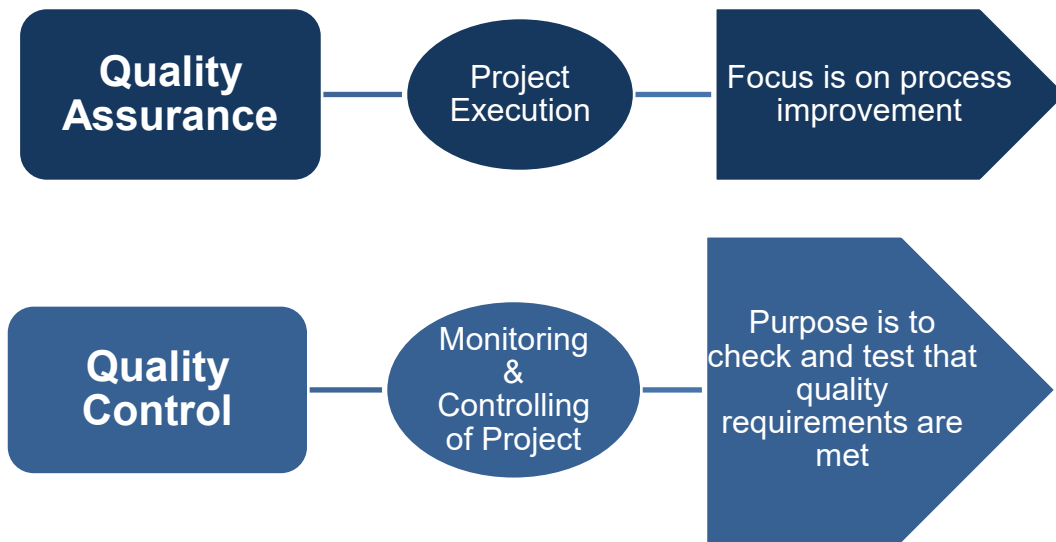 Quality
Assurance
Project
Execution
Focus is on process
improvement
Quality
Control
Monitoring
&
Controlling
of Project
Purpose is to
check and test that
quality
requirements are
met